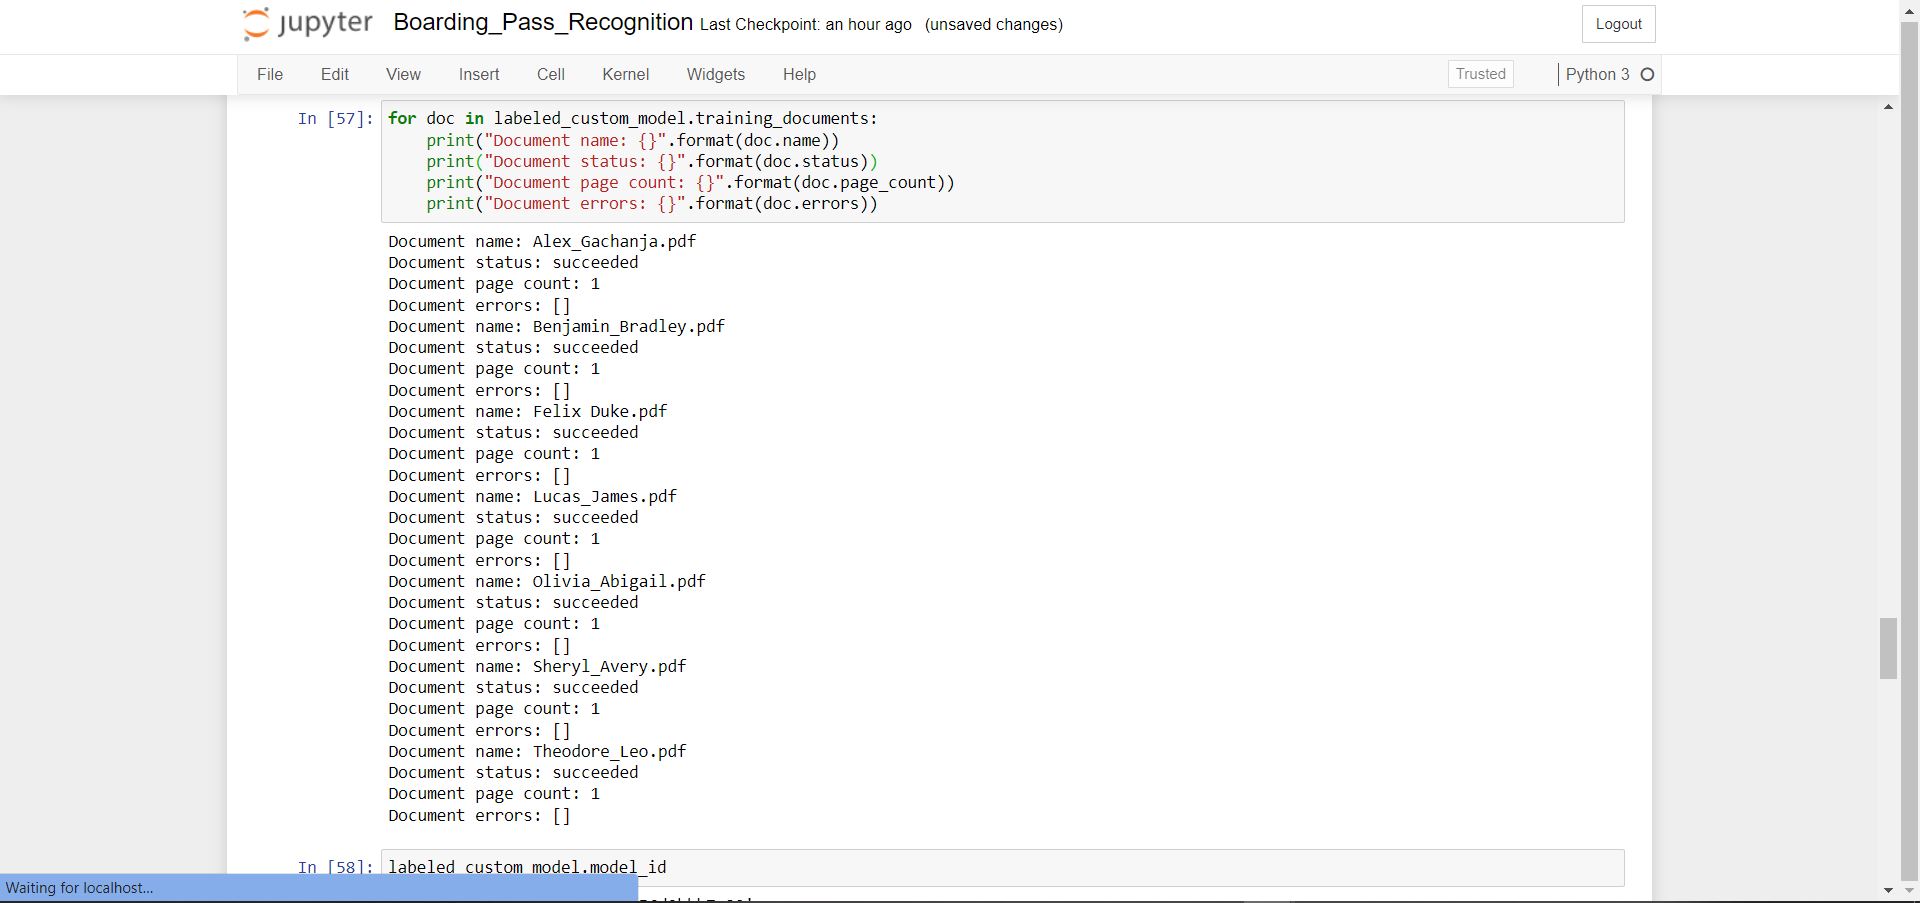 jupyter Boarding_Pass_Recognition Last Checkpoint: an hour ago (unsaved changes) Logout
File Edit View Insert Cell Kernel Widgets Help Trusted Python 3
In [57]: for doc in labeled_custom_model.training_documents:
    print("Document name: {}".format(doc.name))
    print("Document status: {}".format(doc.status))
    print("Document page count: {}".format(doc.page_count))
    print("Document errors: {}".format(doc.errors))
Document name: Alex_Gachanja.pdf
Document status: succeeded
Document page count: 1
Document errors: []
Document name: Benjamin_Bradley.pdf
Document status: succeeded
Document page count: 1
Document errors: []
Document name: Felix Duke.pdf
Document status: succeeded
Document page count: 1
Document errors: []
Document name: Lucas_James.pdf
Document status: succeeded
Document page count: 1
Document errors: []
Document name: Olivia_Abigail.pdf
Document status: succeeded
Document page count: 1
Document errors: []
Document name: Sheryl_Avery.pdf
Document status: succeeded
Document page count: 1
Document errors: []
Document name: Theodore_Leo.pdf
Document status: succeeded
Document page count: 1
Document errors: []
In [58]: labeled_custom_model.model_id
Waiting for localhost...